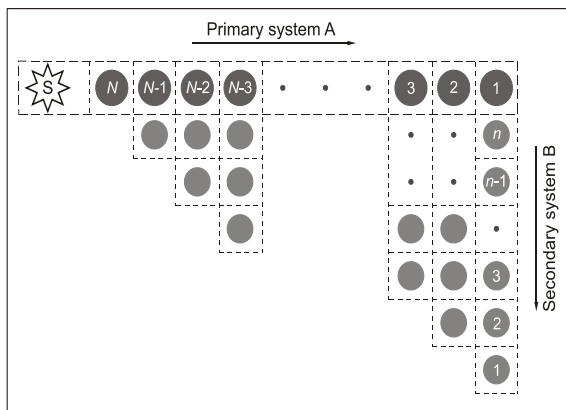 Primary system A
S N N-1 N-2 N-3 . . . 3 2 1
. . n
. . n-1
.
3
2
1
Secondary system B